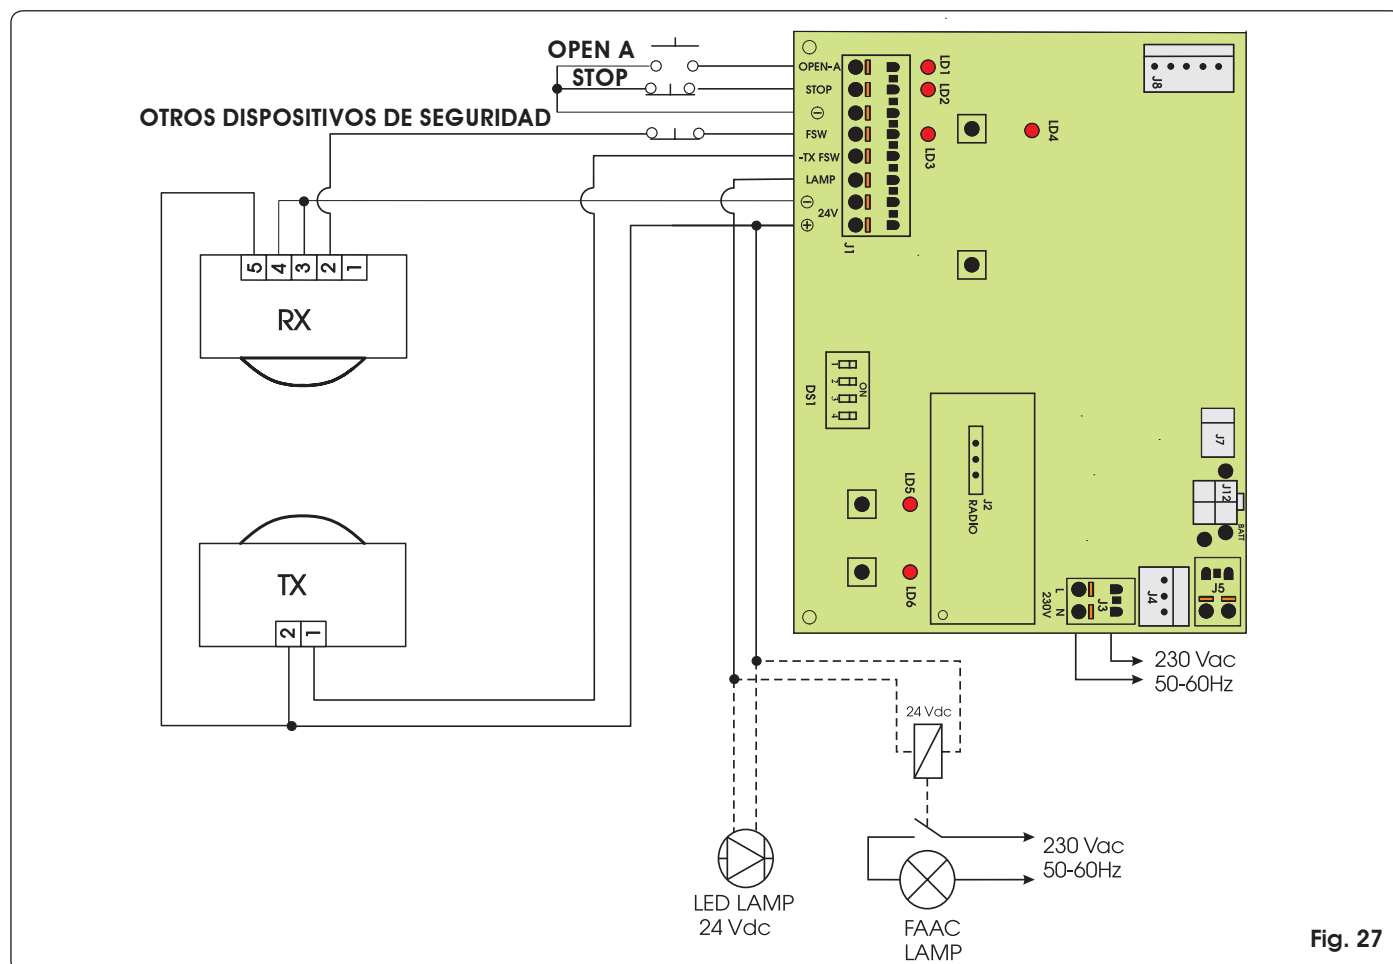 OPEN A
STOP
OTROS DISPOSITIVOS DE SEGURIDAD
OPEN-A
STOP
⊖
FSW
-TX FSW
LAMP
⊖
24V
⊕
J1
LD1
LD2
LD3
LD4
J8
5 4 3 2 1
RX
TX
2 1
DS1
1
2
3
4
ON
LD5
LD6
J2
RADIO
J7
J12
BATT
L
N
230V
J3
J4
J5
230 Vac
50-60Hz
24 Vdc
230 Vac
50-60Hz
LED LAMP
24 Vdc
FAAC
LAMP
Fig. 27